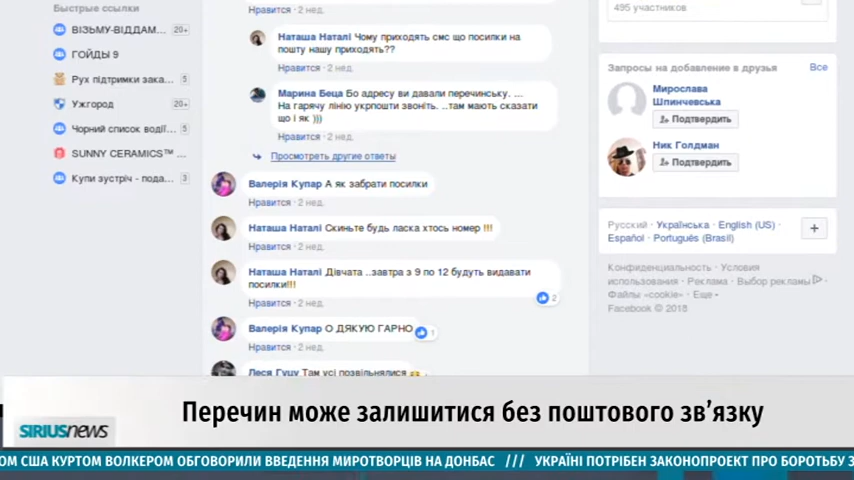 Быстрые ссылки
ВІЗЬМУ-ВІДДАМ... 20+
ГОЙДЫ 9
Рух підтримки зака... 5
Ужгород 20+
Чорний список водії... 5
SUNNY CERAMICS™ ...
Купи зустріч - пода... 3
Нравится · 2 нед.
Наташа Наталі Чому приходять смс що посилки на
пошту нашу приходять??
Нравится · 2 нед.
Марина Беца Бо адресу ви давали перечинську. ...
На гарячу лінію укрпошти звоніть. ..там мають сказати
що і як )))
Нравится · 2 нед.
Просмотреть другие ответы
Валерія Купар А як забрати посилки
Нравится · 2 нед.
Наташа Наталі Скиньте будь ласка хтось номер !!!
Нравится · 2 нед.
Наташа Наталі Дівчата ..завтра з 9 по 12 будуть видавати
посилки!!!
2
Нравится · 2 нед.
Валерія Купар О ДЯКУЮ ГАРНО
1
Нравится · 2 нед.
Леся Гуцу Там усі позвільнялися
495 участников
Запросы на добавление в друзья Все
Мирослава
Шпинчевська
Подтвердить
Ник Голдман
Подтвердить
Русский · Українська · English (US) ·
Español · Português (Brasil)
+
Конфиденциальность · Условия
использования · Реклама · Выбор рекламы ·
Файлы «cookie» · Еще
Facebook © 2018
Перечин може залишитися без поштового зв’язку
SIRIUSnews
ОМ США КУРТОМ ВОЛКЕРОМ ОБГОВОРИЛИ ВВЕДЕННЯ МИРОТВОРЦІВ НА ДОНБАС /// УКРАЇНІ ПОТРІБЕН ЗАКОНОПРОЕКТ ПРО БОРОТЬБУ З